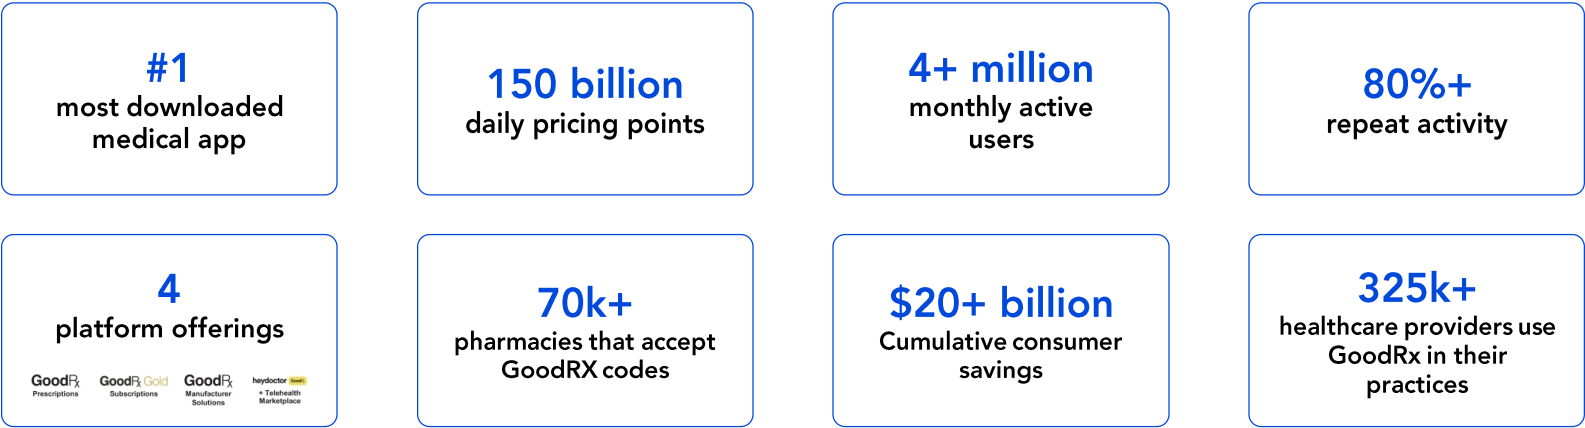 #1
most downloaded
medical app
150 billion
daily pricing points
4+ million
monthly active
users
80%+
repeat activity
4
platform offerings
GoodRx
Prescriptions
GoodRx Gold
Subscriptions
GoodRx
Manufacturer
Solutions
heydoctor GoodRx
+ Telehealth
Marketplace
70k+
pharmacies that accept
GoodRX codes
$20+ billion
Cumulative consumer
savings
325k+
healthcare providers use
GoodRx in their
practices